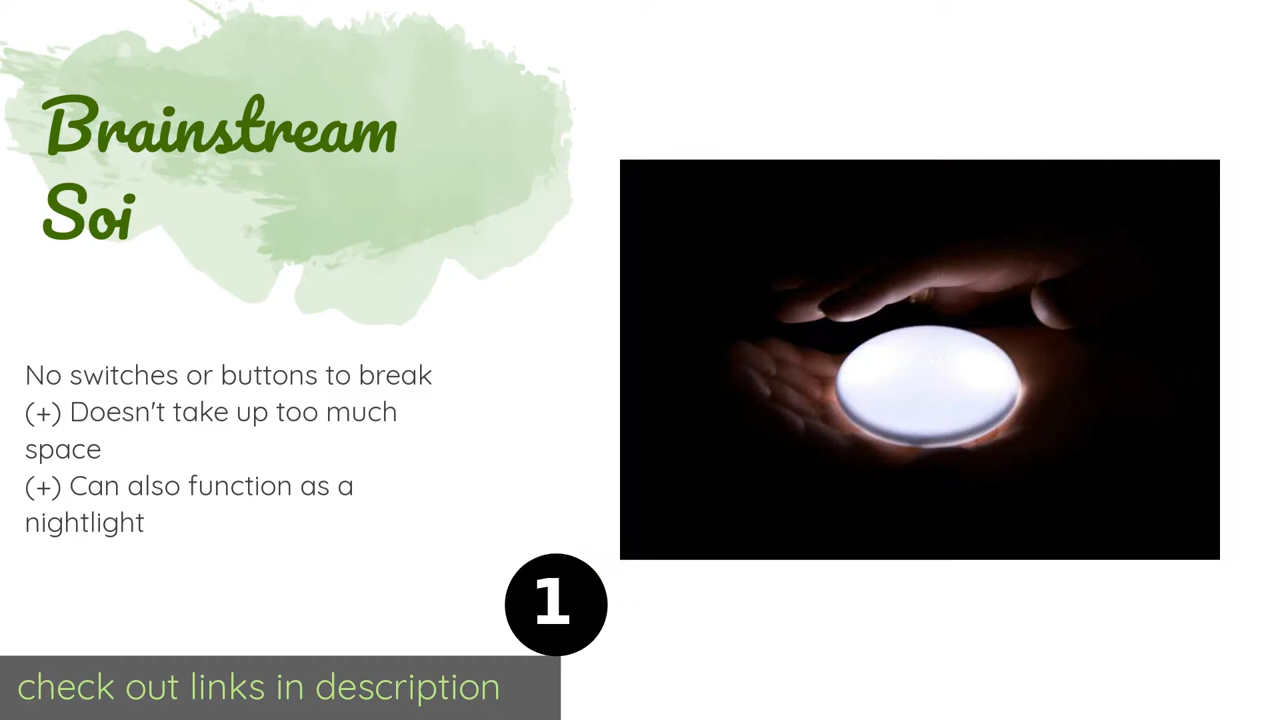 Brainstream
Soi
No switches or buttons to break
(+) Doesn't take up too much
space
(+) Can also function as a
nightlight
1
check out links in description